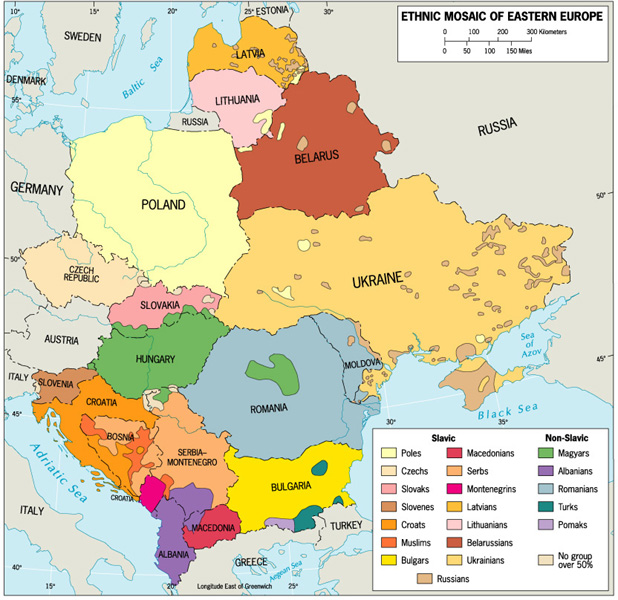 ETHNIC MOSAIC OF EASTERN EUROPE
0 100 200 300 Kilometers
0 50 100 150 Miles
10°
15°
20°
25°
30°
ESTONIA
SWEDEN
LATVIA
DENMARK
Baltic Sea
55°
LITHUANIA
RUSSIA
RUSSIA
BELARUS
GERMANY
50°
POLAND
50°
CZECH
REPUBLIC
UKRAINE
SLOVAKIA
AUSTRIA
Sea
of
Azov
HUNGARY
MOLDOVA
45°
ITALY
SLOVENIA
CROATIA
ROMANIA
45°
30°
35°
Black Sea
BOSNIA
SERBIA-
MONTENEGRO
Adriatic Sea
BULGARIA
CROATIA
ITALY
MACEDONIA
TURKEY
ALBANIA
GREECE
40°
Aegean Sea
40°
15°
20°
Longitude East of Greenwich
25°
30°
Slavic
Non-Slavic
Poles
Macedonians
Magyars
Czechs
Serbs
Albanians
Slovaks
Montenegrins
Romanians
Slovenes
Latvians
Turks
Croats
Lithuanians
Pomaks
Muslims
Belarussians
Bulgars
Ukrainians
No group
over 50%
Russians